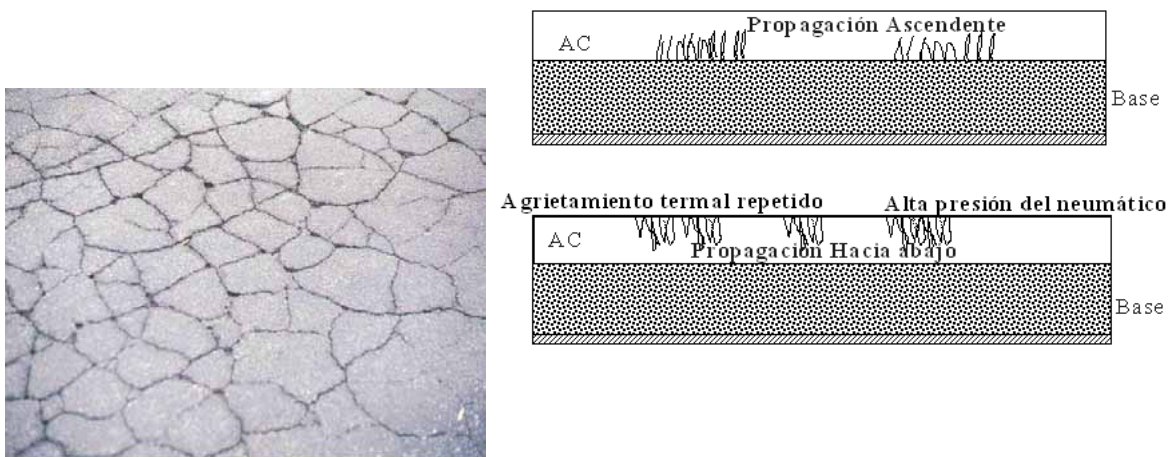 Propagación Ascendente
AC
Base
Agrietamiento termal repetido
Alta presión del neumático
AC
Propagación Hacia abajo
Base